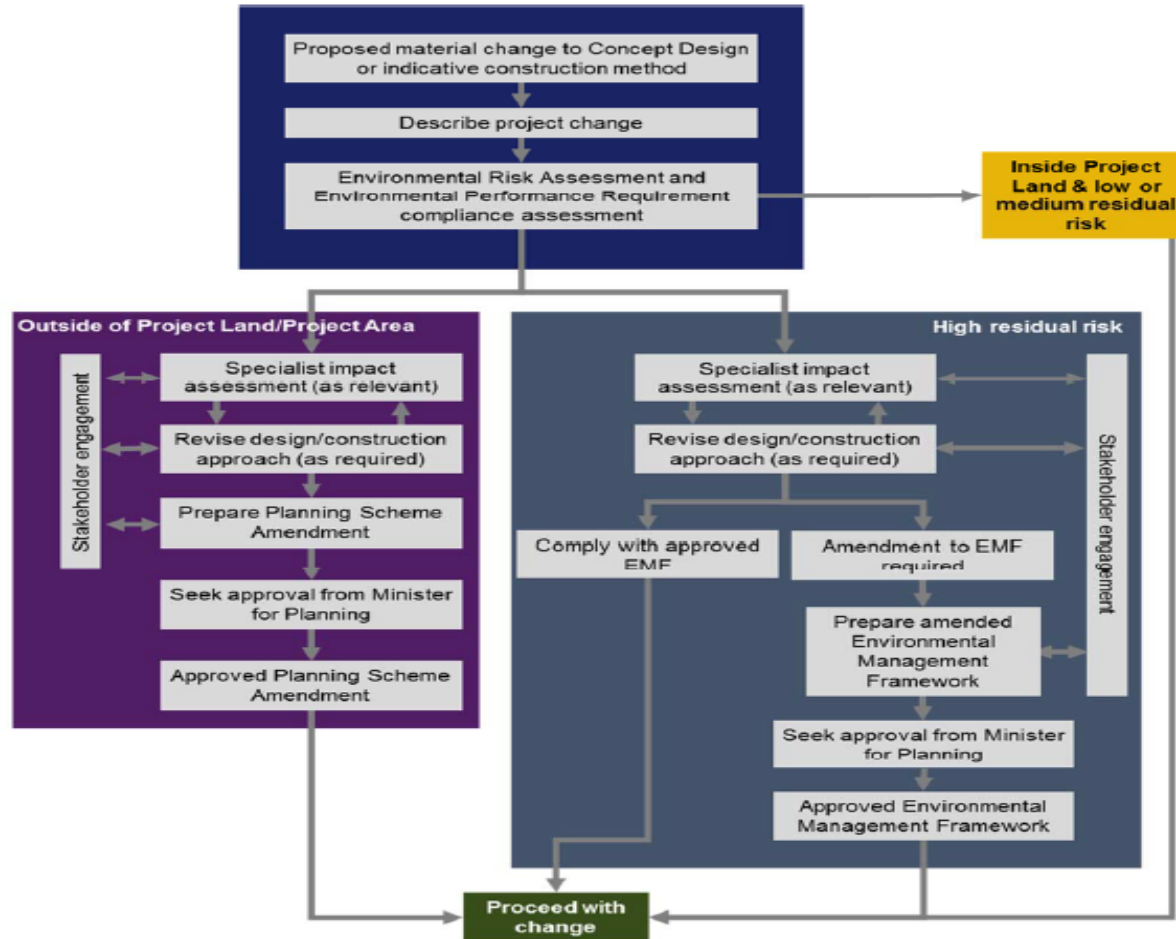 Proposed material change to Concept Design
or indicative construction method
Describe project change
Environmental Risk Assessment and
Environmental Performance Requirement
compliance assessment
Inside Project
Land & low or
medium residual
risk
Outside of Project Land/Project Area
Stakeholder engagement
Specialist impact
assessment (as relevant)
Revise design/construction
approach (as required)
Prepare Planning Scheme
Amendment
Seek approval from Minister
for Planning
Approved Planning Scheme
Amendment
High residual risk
Specialist impact
assessment (as relevant)
Revise design/construction
approach (as required)
Stakeholder engagement
Comply with approved
EMF
Amendment to EMF
required
Prepare amended
Environmental
Management
Framework
Seek approval from Minister
for Planning
Approved Environmental
Management Framework
Proceed with
change